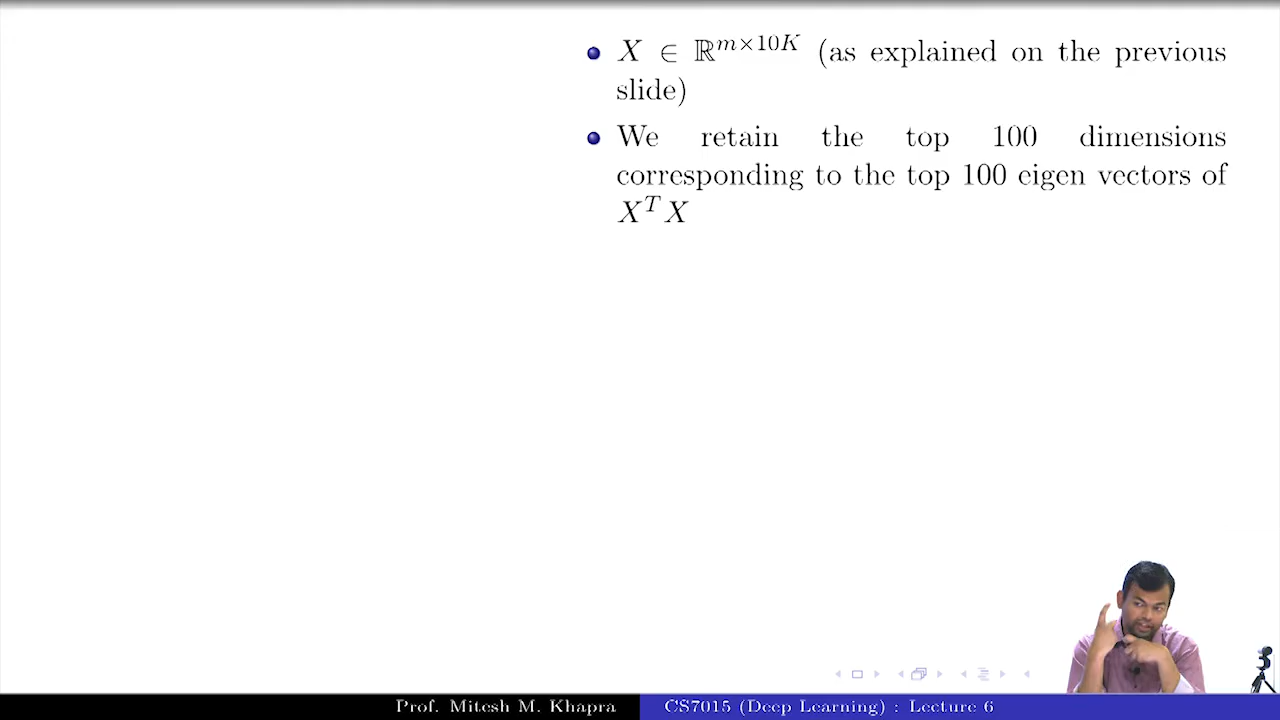 X ∈ ℝ^{m×10K} (as explained on the previous
slide)
We retain the top 100 dimensions
corresponding to the top 100 eigen vectors of
X^T X
Prof. Mitesh M. Khapra
CS7015 (Deep Learning) : Lecture 6